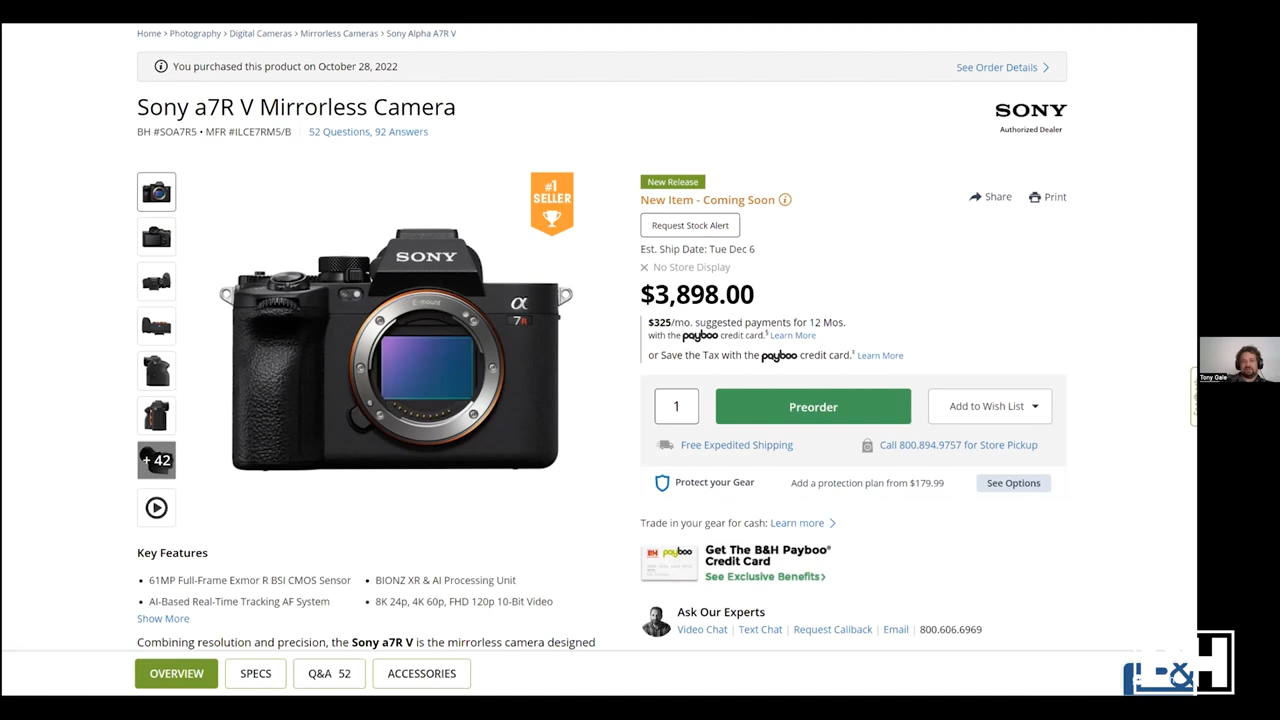 Home > Photography > Digital Cameras > Mirrorless Cameras > Sony Alpha A7R V
You purchased this product on October 28, 2022
See Order Details >
Sony a7R V Mirrorless Camera
BH #SOA7R5 • MFR #ILCE7RM5/B
52 Questions, 92 Answers
SONY
Authorized Dealer
#1
SELLER
SONY
E-mount
α
7R
+ 42
New Release
New Item - Coming Soon
Share
Print
Request Stock Alert
Est. Ship Date: Tue Dec 6
No Store Display
$3,898.00
$325/mo. suggested payments for 12 Mos.
with the payboo credit card.§ Learn More
or Save the Tax with the payboo credit card.‡ Learn More
1
Preorder
Add to Wish List
Free Expedited Shipping
Call 800.894.9757 for Store Pickup
Protect your Gear
Add a protection plan from $179.99
See Options
Trade in your gear for cash: Learn more >
B&H payboo
Get The B&H Payboo®
Credit Card
See Exclusive Benefits>
Ask Our Experts
Video Chat | Text Chat | Request Callback | Email | 800.606.6969
Key Features
• 61MP Full-Frame Exmor R BSI CMOS Sensor
• BIONZ XR & AI Processing Unit
• AI-Based Real-Time Tracking AF System
• 8K 24p, 4K 60p, FHD 120p 10-Bit Video
Show More
Combining resolution and precision, the Sony a7R V is the mirrorless camera designed
OVERVIEW
SPECS
Q&A 52
ACCESSORIES
Tony Gale
B&H